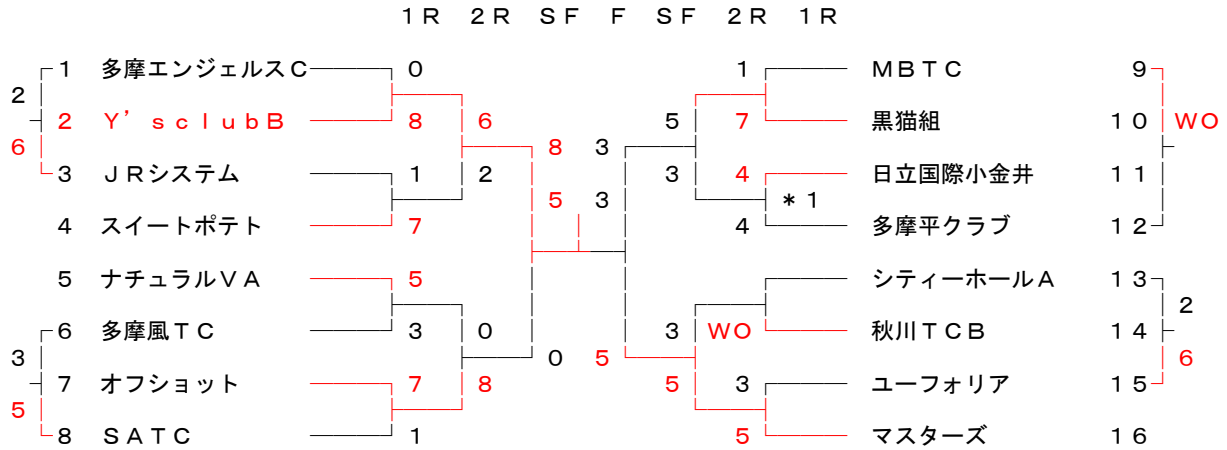 １Ｒ ２Ｒ ＳＦ Ｆ ＳＦ ２Ｒ １Ｒ
１ 多摩エンジェルスＣ ０ １ ＭＢＴＣ ９
２
２ Ｙ’ｓｃｌｕｂＢ ８ ６ ５ ７ 黒猫組 １０ ＷＯ
６ ８ ３
３ ＪＲシステム １ ２ ３ ４ 日立国際小金井 １１
５ ３ ＊１
４ スイートポテト ７ ４ 多摩平クラブ １２
５ ナチュラルＶＡ ５ シティーホールＡ １３
２
６ 多摩風ＴＣ ３ ０ ３ ＷＯ 秋川ＴＣＢ １４
３ ０ ５ ６
７ オフショット ７ ８ ５ ３ ユーフォリア １５
５
８ ＳＡＴＣ １ ５ マスターズ １６